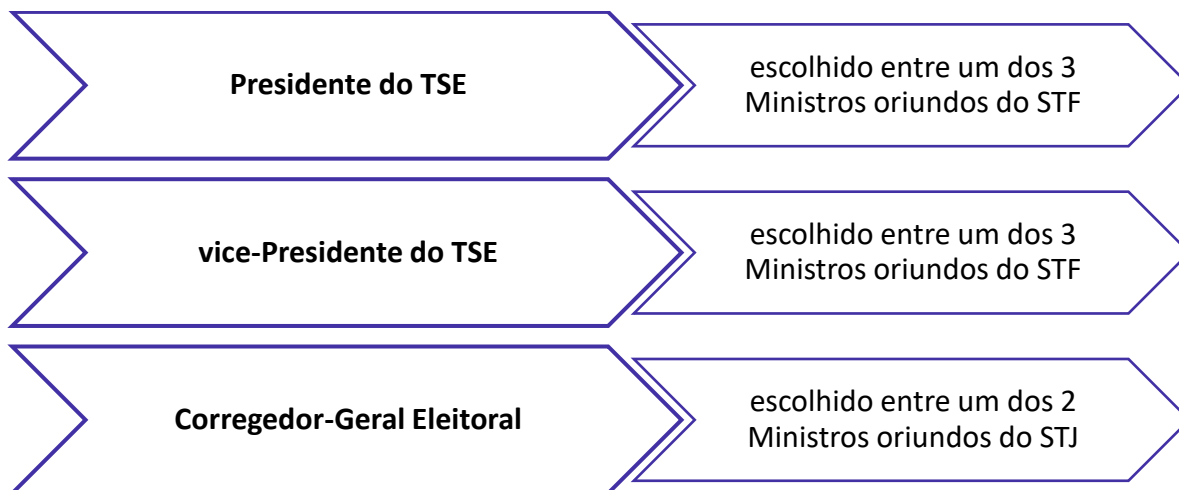 Presidente do TSE
escolhido entre um dos 3
Ministros oriundos do STF
vice-Presidente do TSE
escolhido entre um dos 3
Ministros oriundos do STF
Corregedor-Geral Eleitoral
escolhido entre um dos 2
Ministros oriundos do STJ